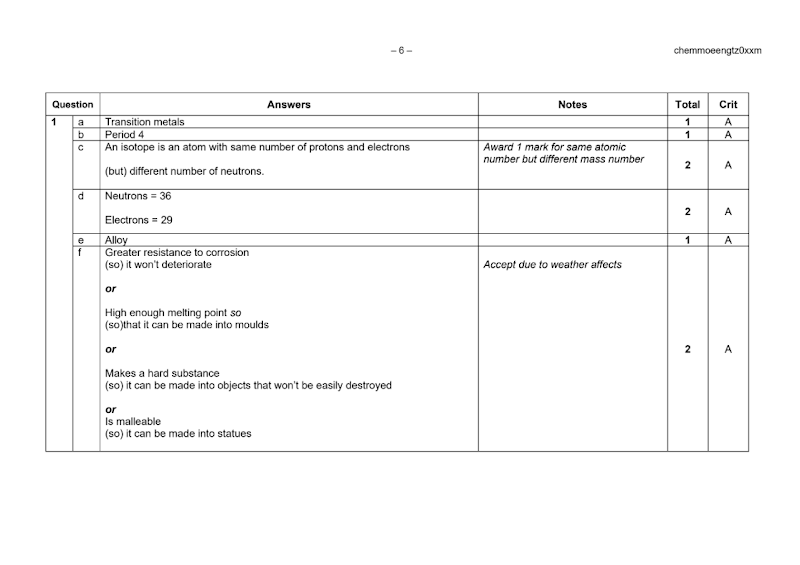 – 6 –
chemmoeengtz0xxm
Question Answers Notes Total Crit
1 a Transition metals 1 A
b Period 4 1 A
c An isotope is an atom with same number of protons and electrons
(but) different number of neutrons.
Award 1 mark for same atomic
number but different mass number
2 A
d Neutrons = 36
Electrons = 29
2 A
e Alloy 1 A
f Greater resistance to corrosion
(so) it won't deteriorate
Accept due to weather affects
or
High enough melting point so
(so)that it can be made into moulds
or
2 A
Makes a hard substance
(so) it can be made into objects that won't be easily destroyed
or
Is malleable
(so) it can be made into statues